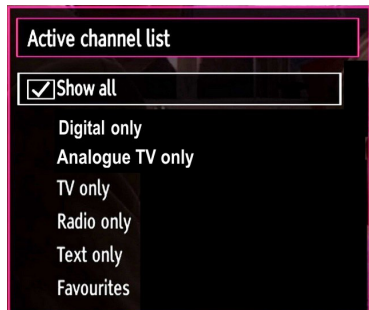 Active channel list
Show all
Digital only
Analogue TV only
TV only
Radio only
Text only
Favourites